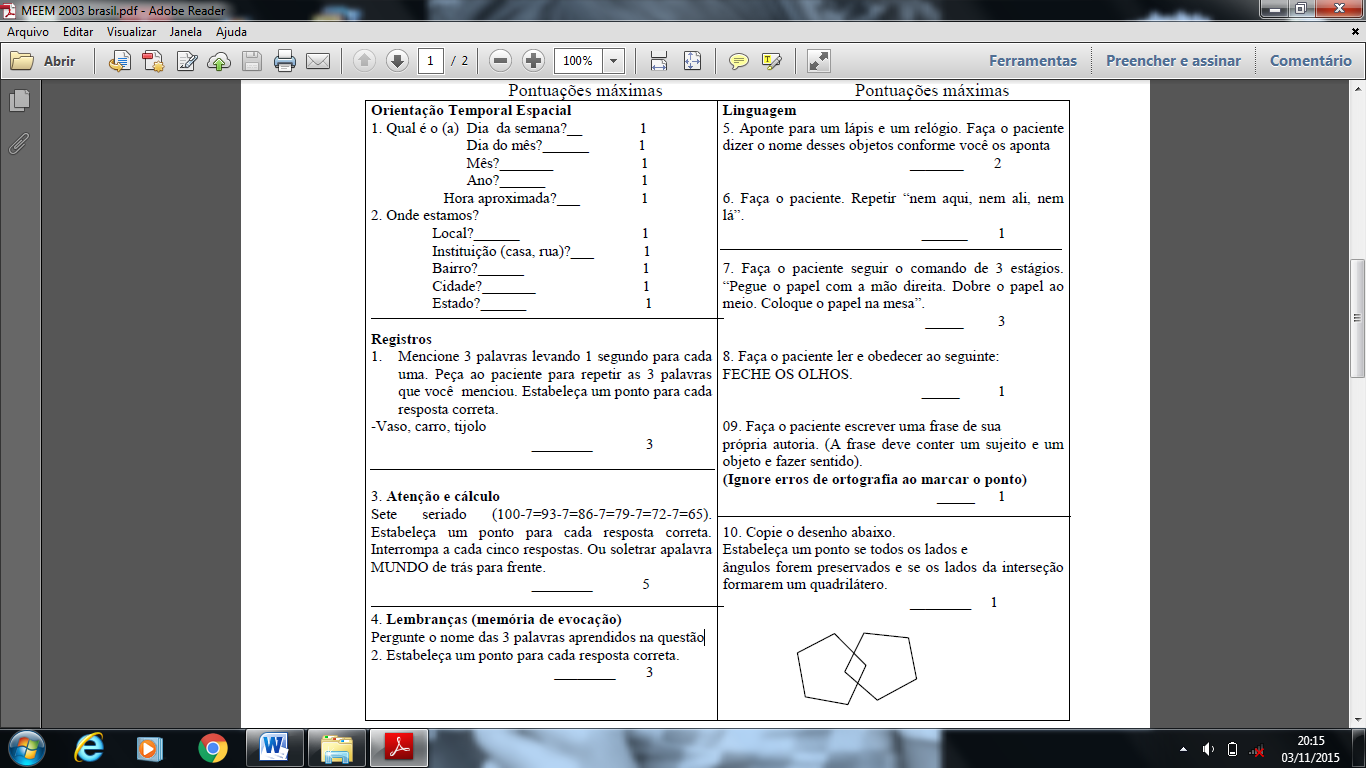 MEEM 2003 brasil.pdf - Adobe Reader
Arquivo Editar Visualizar Janela Ajuda
Abrir 1 / 2 100% Ferramentas Preencher e assinar Comentário
Pontuações máximas Pontuações máximas
Orientação Temporal Espacial
1. Qual é o (a) Dia da semana?__ 1
Dia do mês?______ 1
Mês?_______ 1
Ano?______ 1
Hora aproximada?___ 1
2. Onde estamos?
Local?______ 1
Instituição (casa, rua)?___ 1
Bairro?______ 1
Cidade?_______ 1
Estado?______ 1
Registros
1. Mencione 3 palavras levando 1 segundo para cada
uma. Peça ao paciente para repetir as 3 palavras
que você menciou. Estabeleça um ponto para cada
resposta correta.
-Vaso, carro, tijolo
________ 3
3. Atenção e cálculo
Sete seriado (100-7=93-7=86-7=79-7=72-7=65).
Estabeleça um ponto para cada resposta correta.
Interrompa a cada cinco respostas. Ou soletrar apalavra
MUNDO de trás para frente.
________ 5
4. Lembranças (memória de evocação)
Pergunte o nome das 3 palavras aprendidos na questão
2. Estabeleça um ponto para cada resposta correta.
________ 3
Linguagem
5. Aponte para um lápis e um relógio. Faça o paciente
dizer o nome desses objetos conforme você os aponta
_______ 2
6. Faça o paciente. Repetir “nem aqui, nem ali, nem
lá”.
______ 1
7. Faça o paciente seguir o comando de 3 estágios.
“Pegue o papel com a mão direita. Dobre o papel ao
meio. Coloque o papel na mesa”.
_____ 3
8. Faça o paciente ler e obedecer ao seguinte:
FECHE OS OLHOS.
_____ 1
09. Faça o paciente escrever uma frase de sua
própria autoria. (A frase deve conter um sujeito e um
objeto e fazer sentido).
(Ignore erros de ortografia ao marcar o ponto)
_____ 1
10. Copie o desenho abaixo.
Estabeleça um ponto se todos os lados e
ângulos forem preservados e se os lados da interseção
formarem um quadrilátero.
________ 1
20:15
03/11/2015